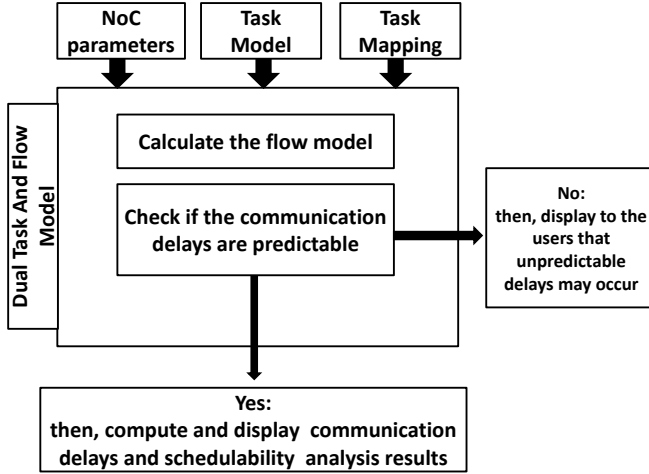 NoC
parameters
Task
Model
Task
Mapping
Dual Task And Flow
Model
Calculate the flow model
Check if the communication
delays are predictable
No:
then, display to the
users that
unpredictable
delays may occur
Yes:
then, compute and display communication
delays and schedulability analysis results